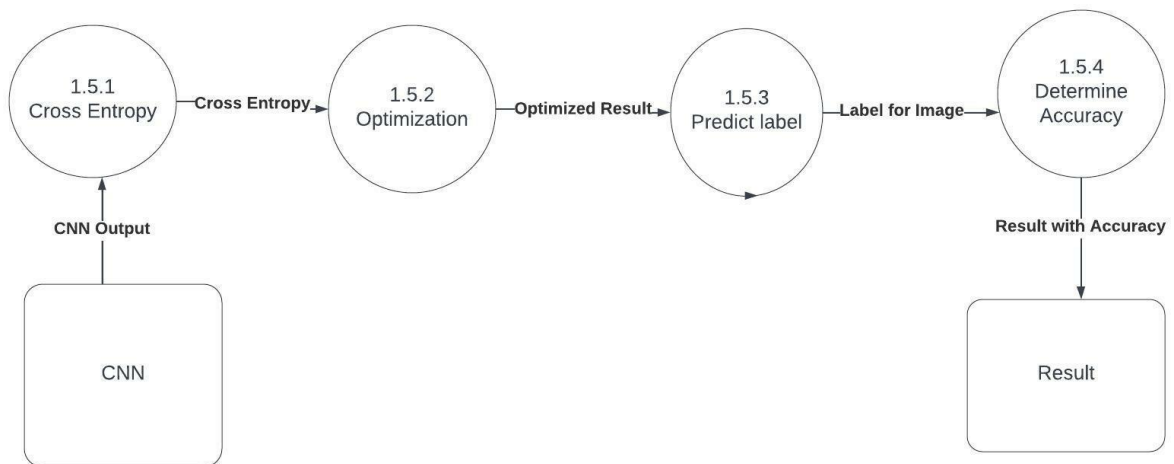 1.5.1
Cross Entropy
Cross Entropy
1.5.2
Optimization
Optimized Result
1.5.3
Predict label
Label for Image
1.5.4
Determine
Accuracy
CNN Output
Result with Accuracy
CNN
Result